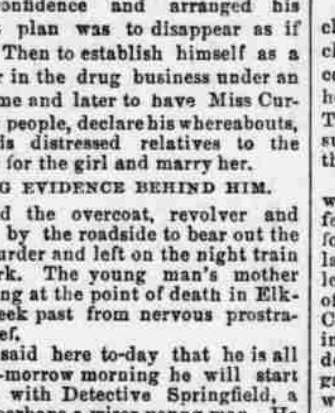 onfidence and arranged his
plan was to disappear as if
Then to establish himself as a
r in the drug business under an
me and later to have Miss Cur-
people, declare his whereabouts,
is distressed relatives to the
for the girl and marry her.
G EVIDENCE BEHIND HIM.
d the overcoat, revolver and
by the roadside to bear out the
urder and left on the night train
rk. The young man's mother
ng at the point of death in Elk-
eek past from nervous prostra-
ef.
said here to-day that he is all
-morrow morning he will start
with Detective Springfield, a